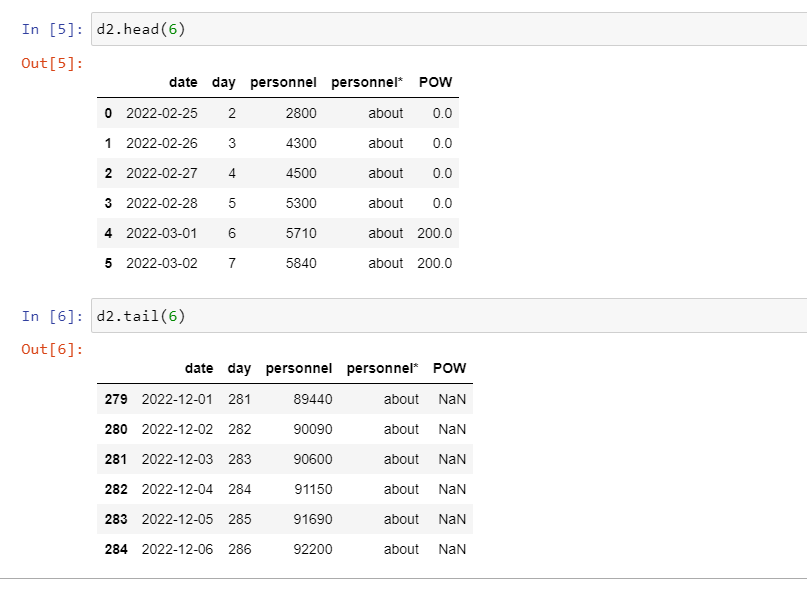 In [5]: d2.head(6)
Out[5]:
date day personnel personnel* POW
0 2022-02-25 2 2800 about 0.0
1 2022-02-26 3 4300 about 0.0
2 2022-02-27 4 4500 about 0.0
3 2022-02-28 5 5300 about 0.0
4 2022-03-01 6 5710 about 200.0
5 2022-03-02 7 5840 about 200.0
In [6]: d2.tail(6)
Out[6]:
date day personnel personnel* POW
279 2022-12-01 281 89440 about NaN
280 2022-12-02 282 90090 about NaN
281 2022-12-03 283 90600 about NaN
282 2022-12-04 284 91150 about NaN
283 2022-12-05 285 91690 about NaN
284 2022-12-06 286 92200 about NaN